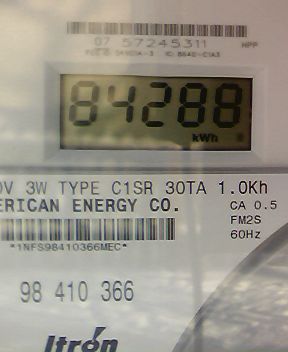 07 57245311 HPP
84288
kWh
0V 3W TYPE C1SR 30TA 1.0Kh
ERICAN ENERGY CO. CA 0.5
FM2S
*1NFS98410366MEC* 60Hz
98 410 366
Itron